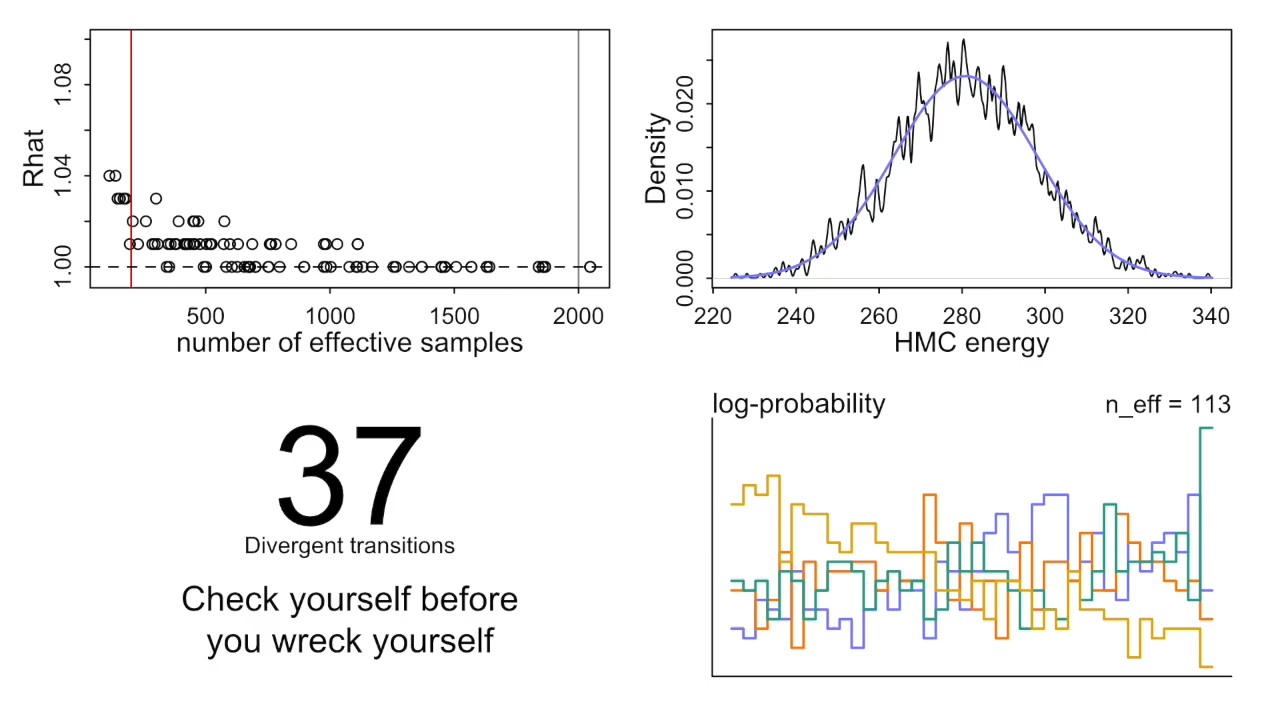 1.08
1.04
1.00
Rhat
500 1000 1500 2000
number of effective samples
0.020
0.010
0.000
Density
220 240 260 280 300 320 340
HMC energy
37
Divergent transitions
Check yourself before
you wreck yourself
log-probability n_eff = 113